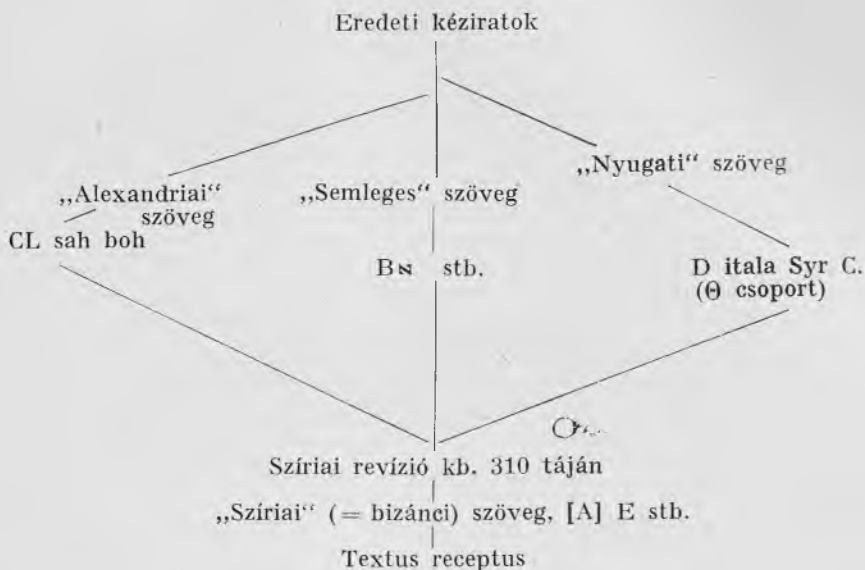 Eredeti kéziratok
„Nyugati“ szöveg
„Alexandriai“
szöveg
„Semleges“ szöveg
CL sah boh
Bא stb.
D itala Syr C.
(Θ csoport)
Szíriai revízió kb. 310 táján
„Szíriai“ (= bizánci) szöveg, [A] E stb.
Textus receptus